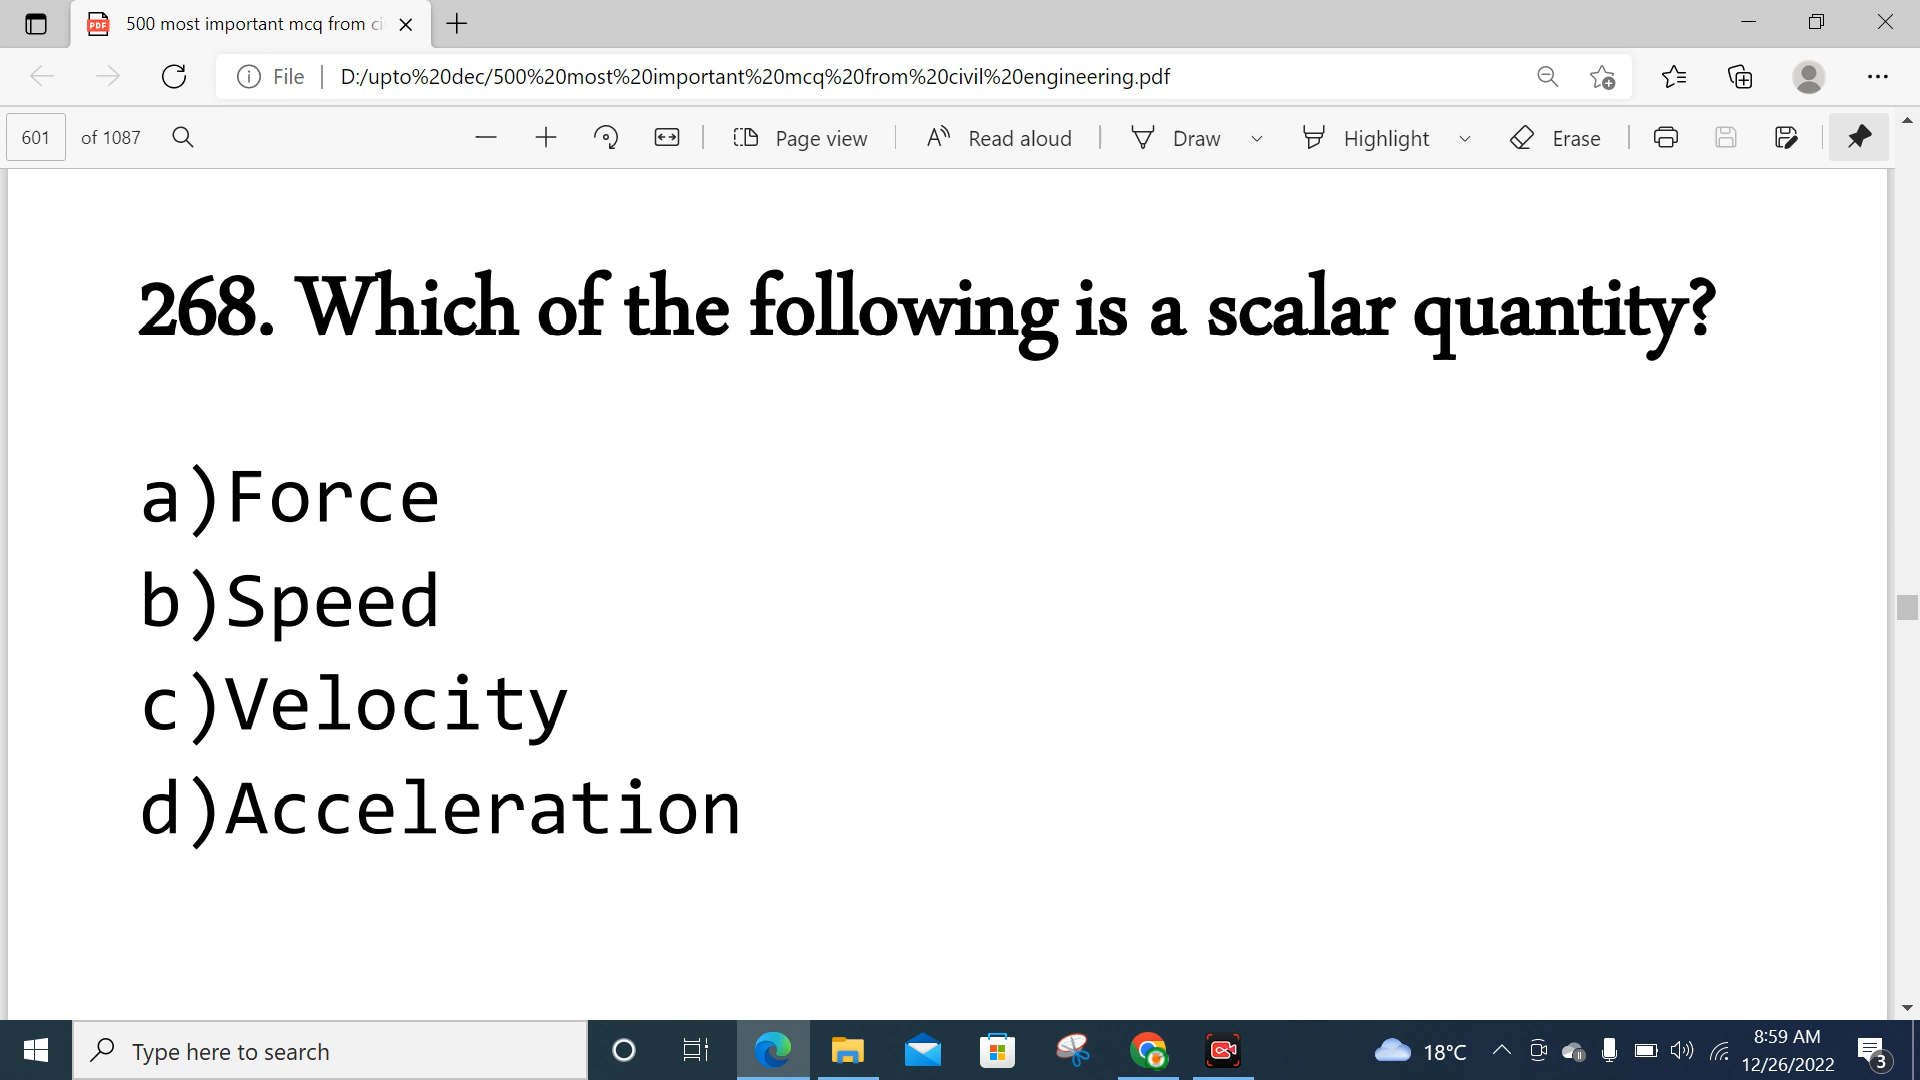 500 most important mcq from ci
File D:/upto%20dec/500%20most%20important%20mcq%20from%20civil%20engineering.pdf
601 of 1087 Page view Read aloud Draw Highlight Erase
268. Which of the following is a scalar quantity?
a)Force
b)Speed
c)Velocity
d)Acceleration
Type here to search 18°C 8:59 AM
12/26/2022 3